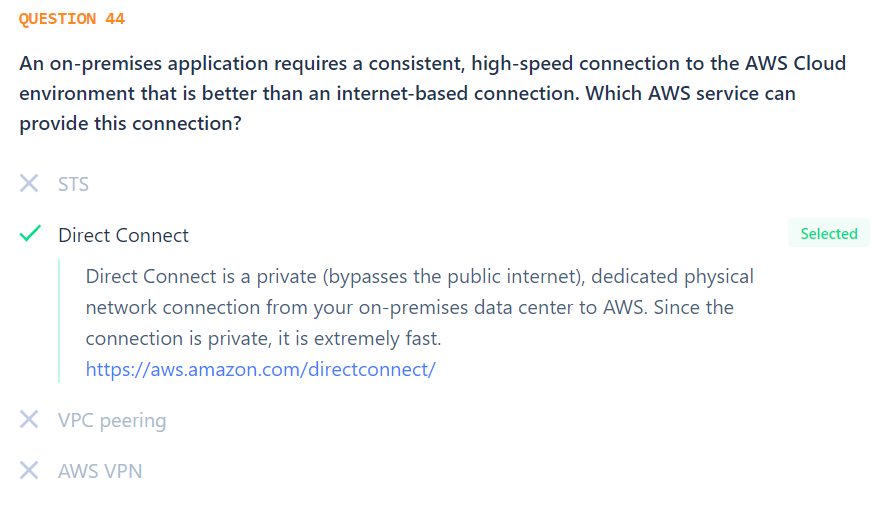 QUESTION 44
An on-premises application requires a consistent, high-speed connection to the AWS Cloud
environment that is better than an internet-based connection. Which AWS service can
provide this connection?
STS
Direct Connect
Selected
Direct Connect is a private (bypasses the public internet), dedicated physical
network connection from your on-premises data center to AWS. Since the
connection is private, it is extremely fast.
https://aws.amazon.com/directconnect/
VPC peering
AWS VPN